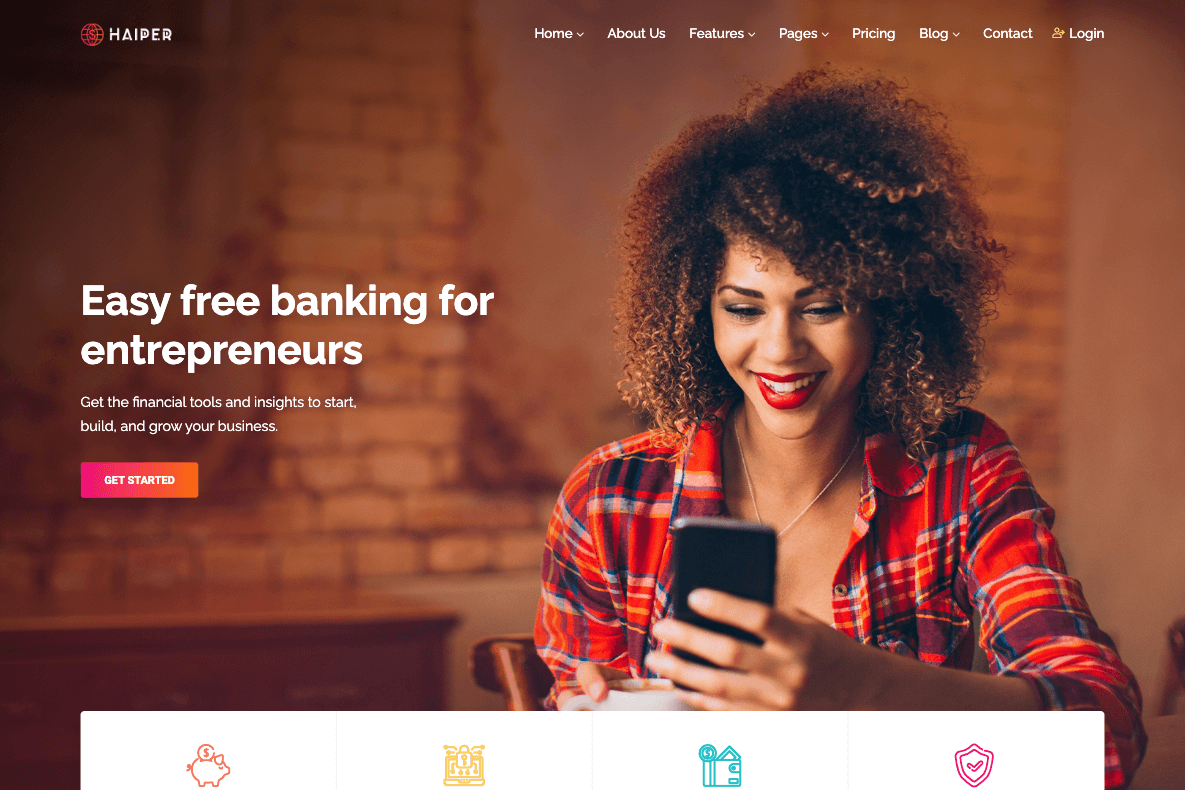 HAIPER
Home About Us Features Pages Pricing Blog Contact Login
Easy free banking for
entrepreneurs
Get the financial tools and insights to start,
build, and grow your business.
GET STARTED